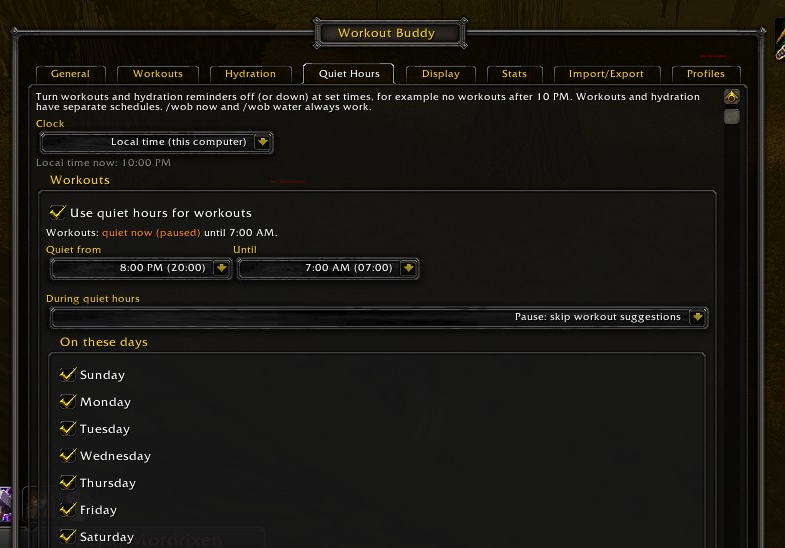 Workout Buddy
General Workouts Hydration Quiet Hours Display Stats Import/Export Profiles
Turn workouts and hydration reminders off (or down) at set times, for example no workouts after 10 PM. Workouts and hydration
have separate schedules. /wob now and /wob water always work.
Clock
Local time (this computer)
Local time now: 10:00 PM
Workouts
Use quiet hours for workouts
Workouts: quiet now (paused) until 7:00 AM.
Quiet from Until
8:00 PM (20:00) 7:00 AM (07:00)
During quiet hours
Pause: skip workout suggestions
On these days
Sunday
Monday
Tuesday
Wednesday
Thursday
Friday
Saturday